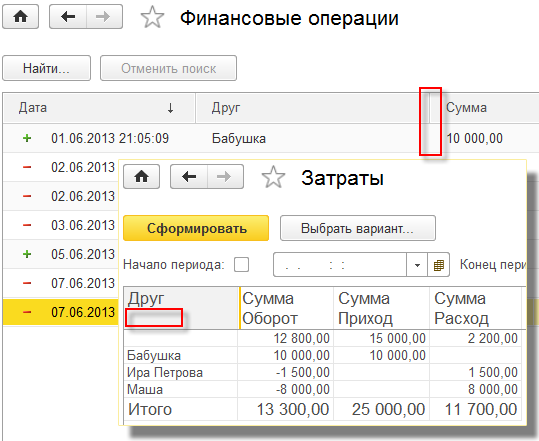 Финансовые операции
Найти... Отменить поиск
Дата ↓ Друг Сумма
+ 01.06.2013 21:05:09 Бабушка 10 000,00
− 02.06.2013
− 02.06.2013
− 03.06.2013
+ 05.06.2013
− 07.06.2013
− 07.06.2013
Затраты
Сформировать Выбрать вариант...
Начало периода: . . : : Конец пери
Друг Сумма Оборот Сумма Приход Сумма Расход
12 800,00 15 000,00 2 200,00
Бабушка 10 000,00 10 000,00
Ира Петрова -1 500,00 1 500,00
Маша -8 000,00 8 000,00
Итого 13 300,00 25 000,00 11 700,00